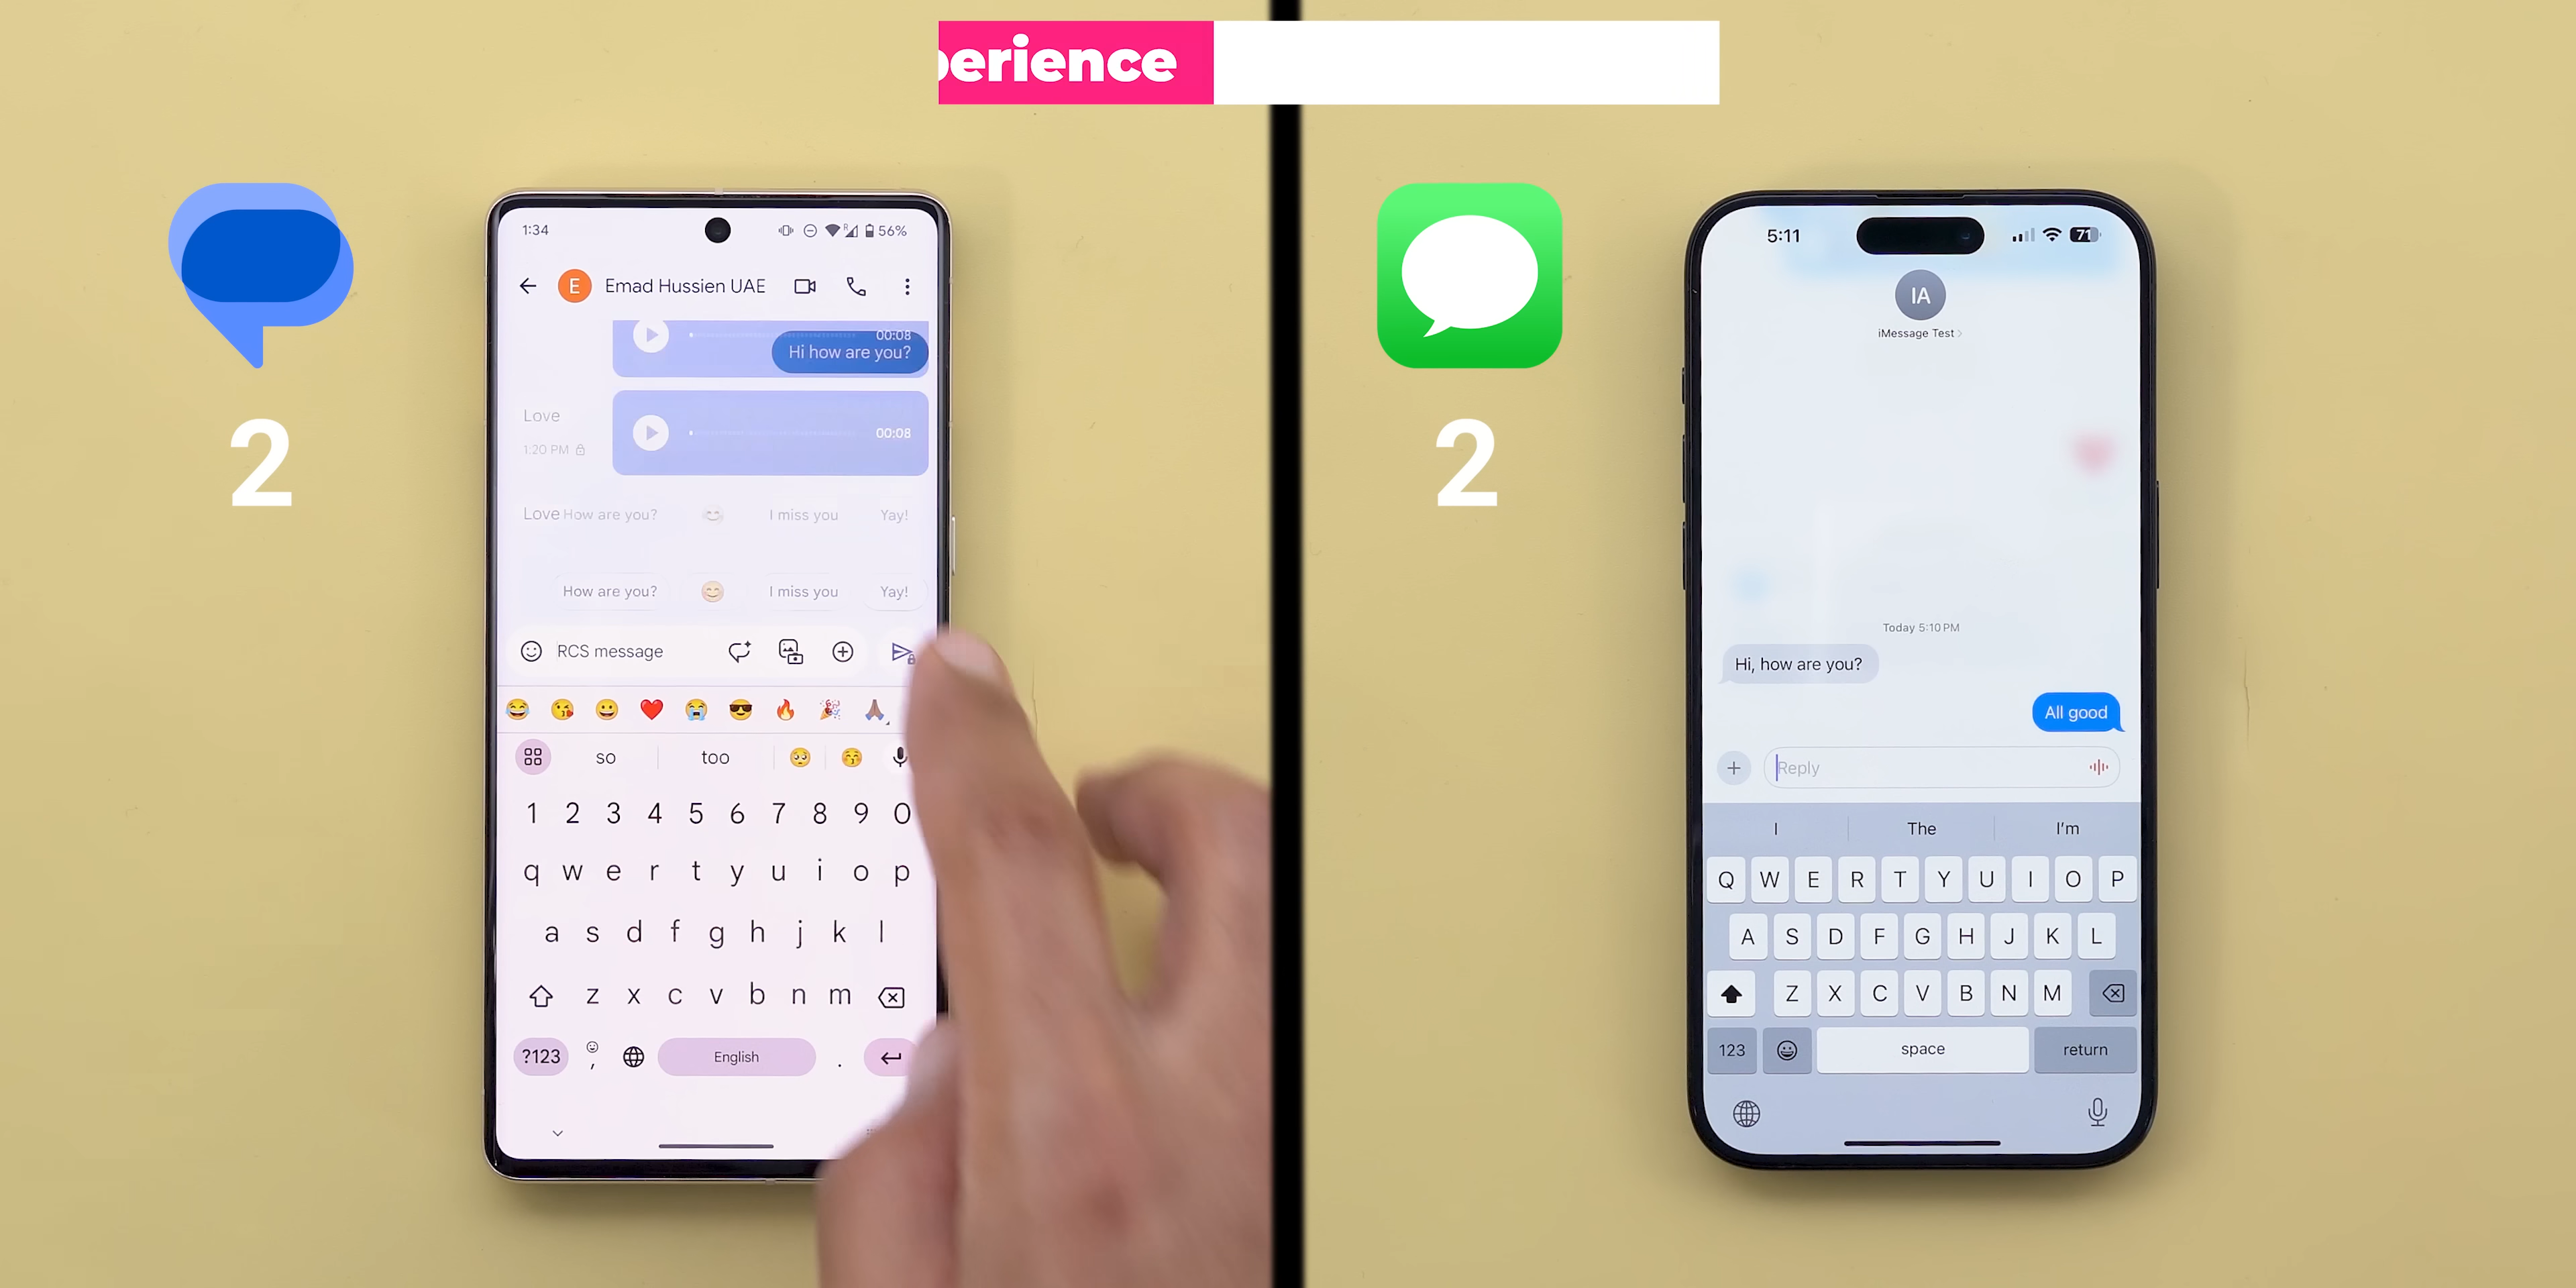 perience
2
1:34
R
56%
E
Emad Hussien UAE
00:08
Hi how are you?
Love
1:20 PM
00:08
Love
How are you?
I miss you
Yay!
How are you?
I miss you
Yay!
RCS message
so
too
1 2 3 4 5 6 7 8 9 0
q w e r t y u i o p
a s d f g h j k l
z x c v b n m
?123
,
English
.
2
5:11
71
IA
iMessage Test
Today 5:10 PM
Hi, how are you?
All good
Reply
I
The
I'm
Q W E R T Y U I O P
A S D F G H J K L
Z X C V B N M
123
space
return